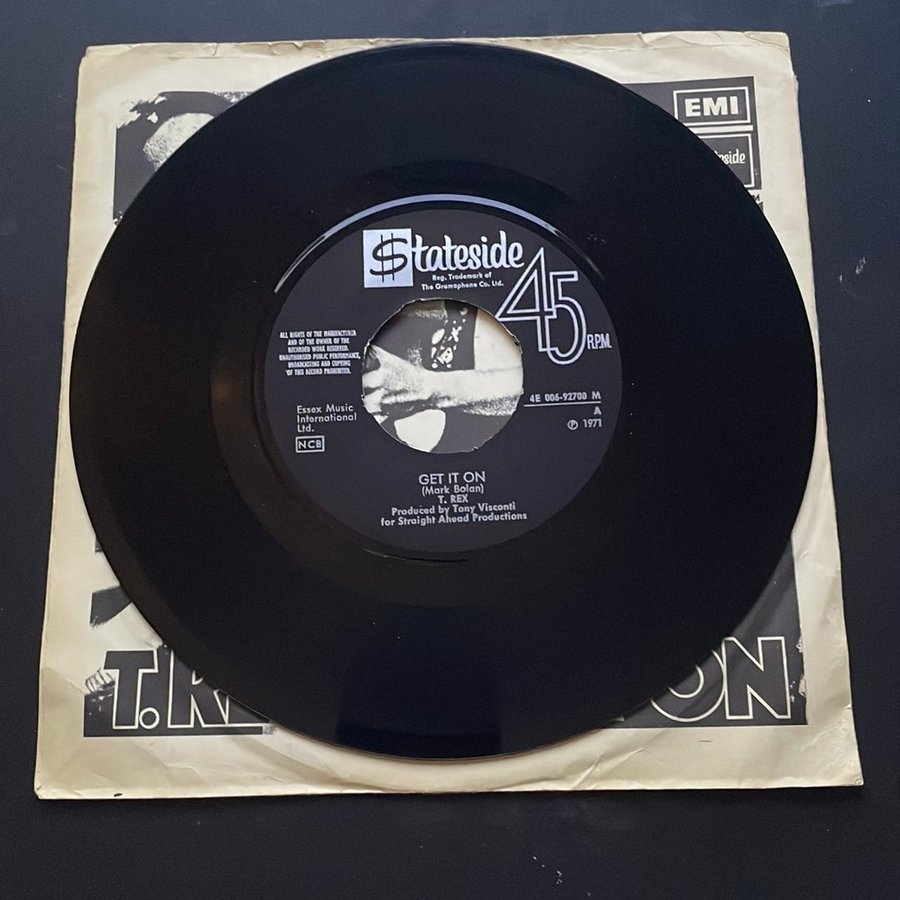 EMI
$tateside
45
R.P.M.
Reg. Trademark of
The Gramophone Co. Ltd.
ALL RIGHTS OF THE MANUFACTURER
AND OF THE OWNER OF THE
RECORDED WORK RESERVED.
UNAUTHORISED PUBLIC PERFORMANCE,
BROADCASTING AND COPYING
OF THIS RECORD PROHIBITED.
4E 006-92700 M
A
℗ 1971
Essex Music
International
Ltd.
NCB
GET IT ON
(Mark Bolan)
T. REX
Produced by Tony Visconti
for Straight Ahead Productions
T. ON